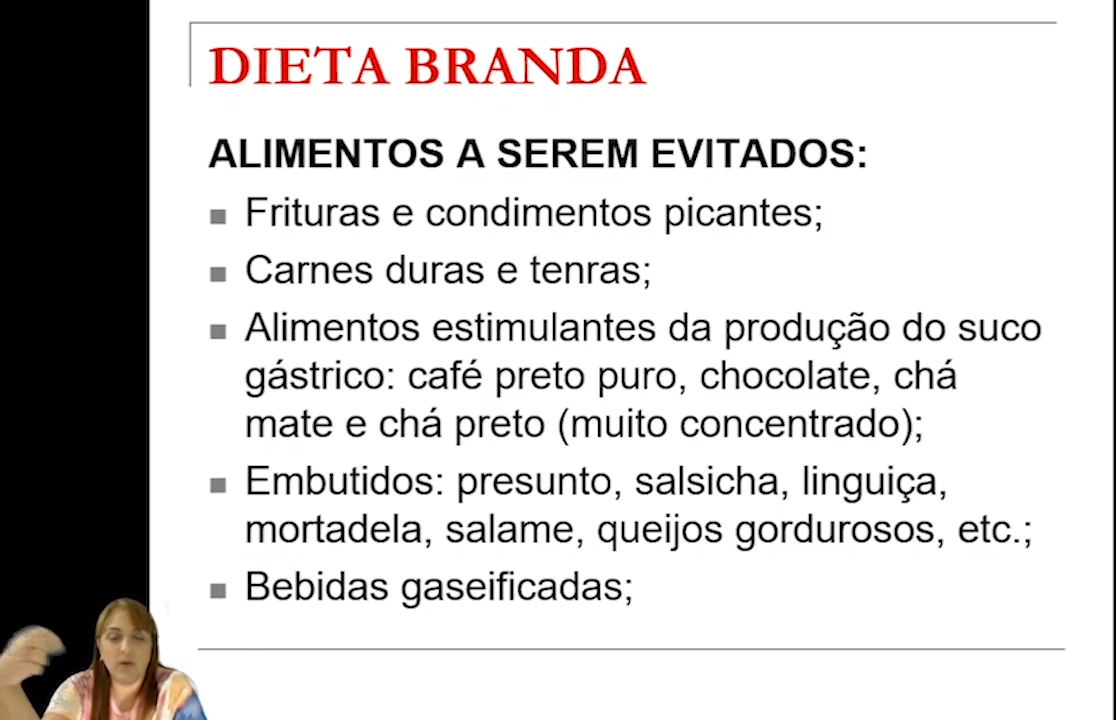 DIETA BRANDA
ALIMENTOS A SEREM EVITADOS:
Frituras e condimentos picantes;
Carnes duras e tenras;
Alimentos estimulantes da produção do suco
gástrico: café preto puro, chocolate, chá
mate e chá preto (muito concentrado);
Embutidos: presunto, salsicha, linguiça,
mortadela, salame, queijos gordurosos, etc.;
Bebidas gaseificadas;